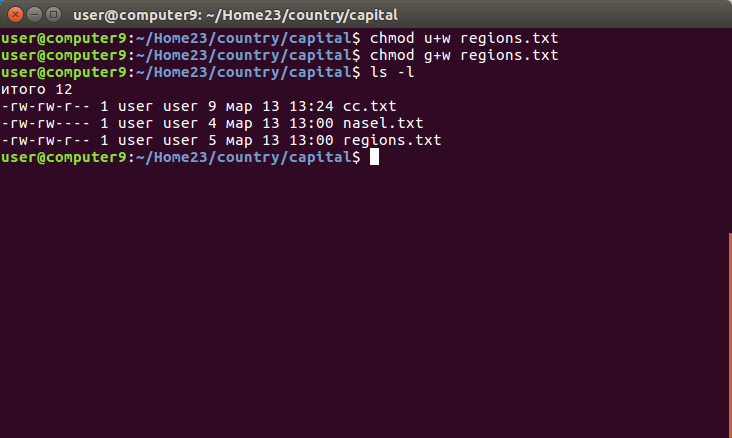 user@computer9: ~/Home23/country/capital
user@computer9:~/Home23/country/capital$ chmod u+w regions.txt
user@computer9:~/Home23/country/capital$ chmod g+w regions.txt
user@computer9:~/Home23/country/capital$ ls -l
итого 12
-rw-rw-r-- 1 user user 9 мар 13 13:24 cc.txt
-rw-rw---- 1 user user 4 мар 13 13:00 nasel.txt
-rw-rw-r-- 1 user user 5 мар 13 13:00 regions.txt
user@computer9:~/Home23/country/capital$